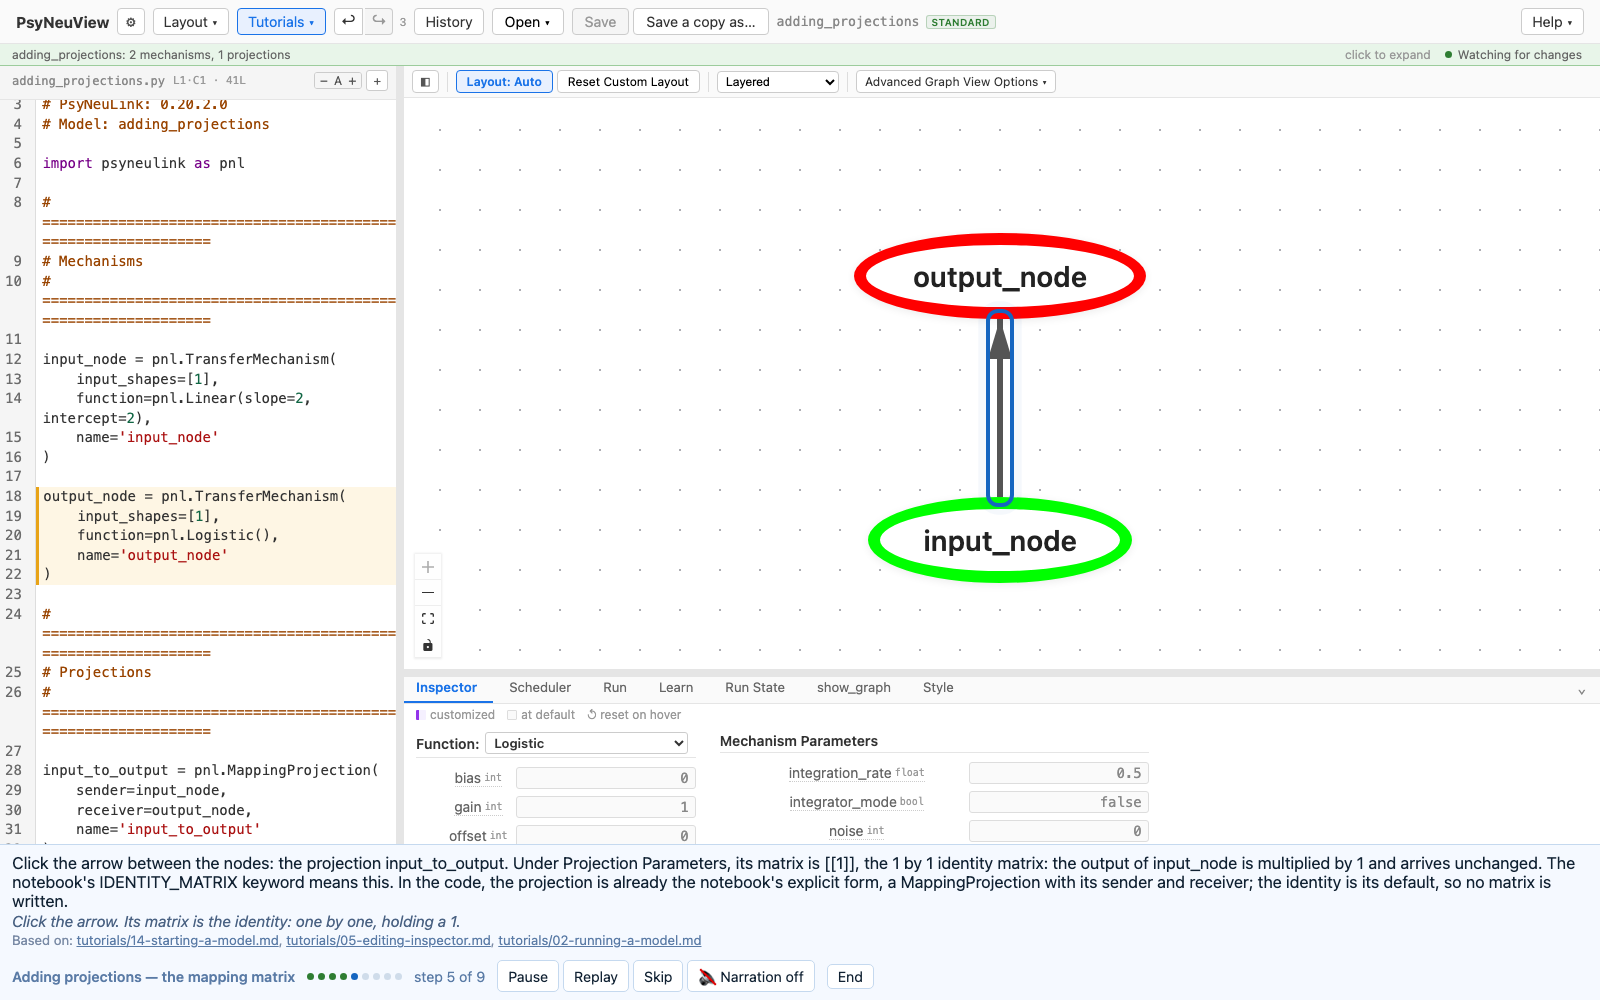 PsyNeuView ⚙ Layout ▾ Tutorials ▾ ↩ ↪ 3 History Open ▾ Save Save a copy as... adding_projections STANDARD Help ▾
adding_projections: 2 mechanisms, 1 projections click to expand Watching for changes
adding_projections.py L1·C1 · 41L − A + +
Layout: Auto Reset Custom Layout Layered Advanced Graph View Options ▾
3 # PsyNeuLink: 0.20.2.0
4 # Model: adding_projections
5
6 import psyneulink as pnl
7
8 #
==========================================
====================
9 # Mechanisms
10 #
==========================================
====================
11
12 input_node = pnl.TransferMechanism(
13 input_shapes=[1],
14 function=pnl.Linear(slope=2,
intercept=2),
15 name='input_node'
16 )
17
18 output_node = pnl.TransferMechanism(
19 input_shapes=[1],
20 function=pnl.Logistic(),
21 name='output_node'
22 )
23
24 #
==========================================
====================
25 # Projections
26 #
==========================================
====================
27
28 input_to_output = pnl.MappingProjection(
29 sender=input_node,
30 receiver=output_node,
31 name='input_to_output'
output_node
input_node
Inspector Scheduler Run Learn Run State show_graph Style
customized at default reset on hover
Function: Logistic
bias int 0
gain int 1
offset int 0
Mechanism Parameters
integration_rate float 0.5
integrator_mode bool false
noise int 0
Click the arrow between the nodes: the projection input_to_output. Under Projection Parameters, its matrix is [[1]], the 1 by 1 identity matrix: the output of input_node is multiplied by 1 and arrives unchanged. The
notebook's IDENTITY_MATRIX keyword means this. In the code, the projection is already the notebook's explicit form, a MappingProjection with its sender and receiver; the identity is its default, so no matrix is
written.
Click the arrow. Its matrix is the identity: one by one, holding a 1.
Based on: tutorials/14-starting-a-model.md, tutorials/05-editing-inspector.md, tutorials/02-running-a-model.md
Adding projections — the mapping matrix step 5 of 9 Pause Replay Skip Narration off End